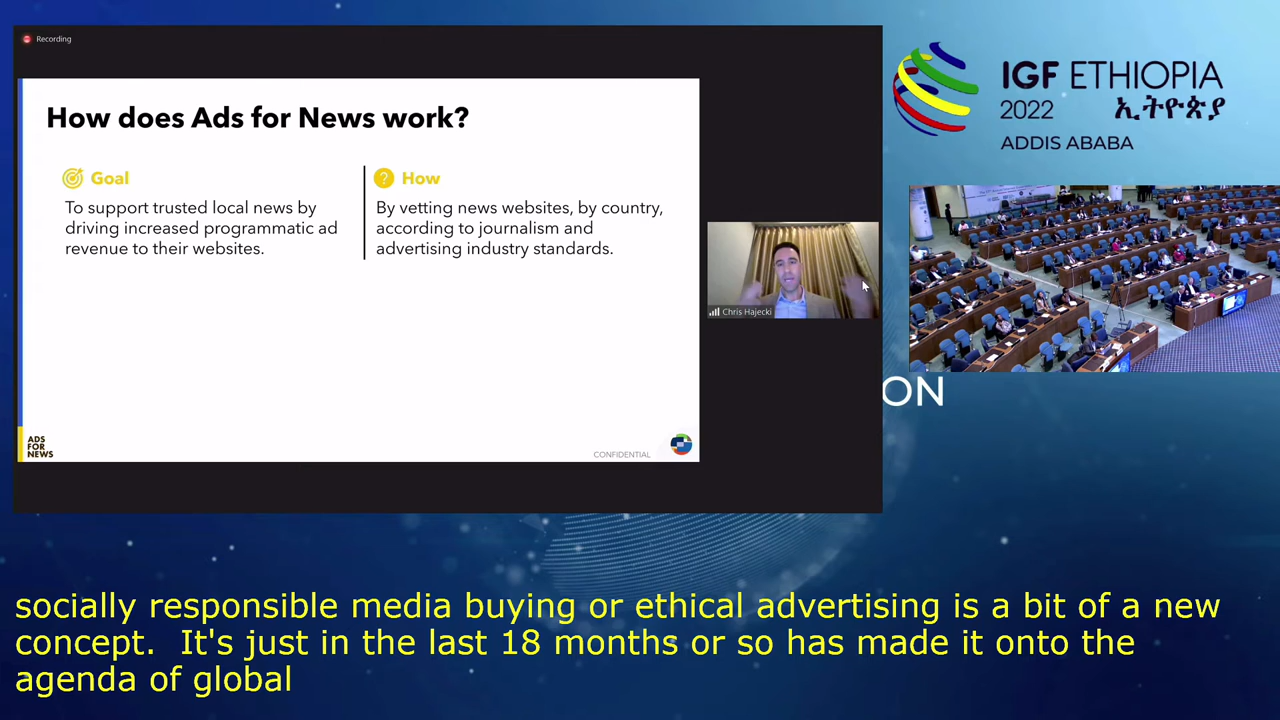 Recording
How does Ads for News work?
Goal
To support trusted local news by
driving increased programmatic ad
revenue to their websites.
? How
By vetting news websites, by country,
according to journalism and
advertising industry standards.
ADS
FOR
NEWS
CONFIDENTIAL
Chris Hajecki
IGF ETHIOPIA
2022 ኢትዮጵያ
ADDIS ABABA
ON
socially responsible media buying or ethical advertising is a bit of a new
concept. It's just in the last 18 months or so has made it onto the
agenda of global